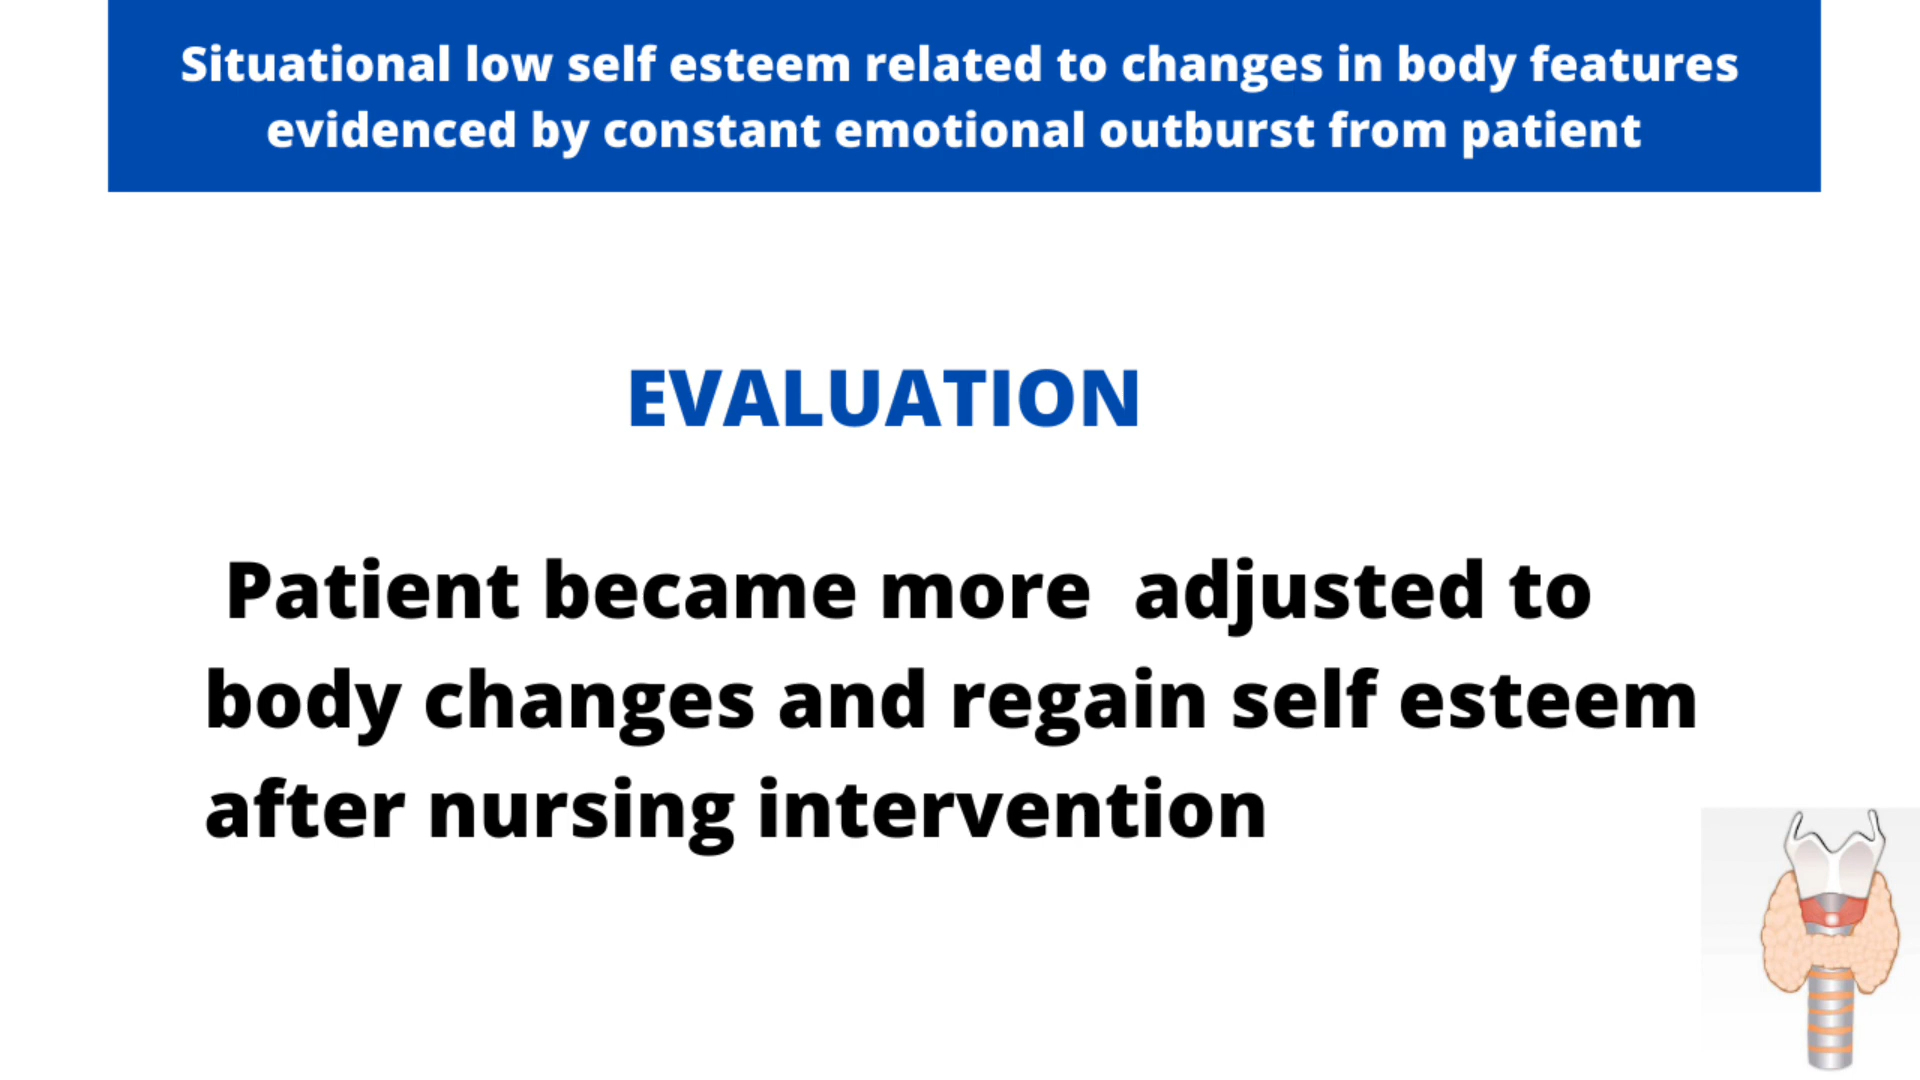 Situational low self esteem related to changes in body features
evidenced by constant emotional outburst from patient
EVALUATION
Patient became more adjusted to
body changes and regain self esteem
after nursing intervention